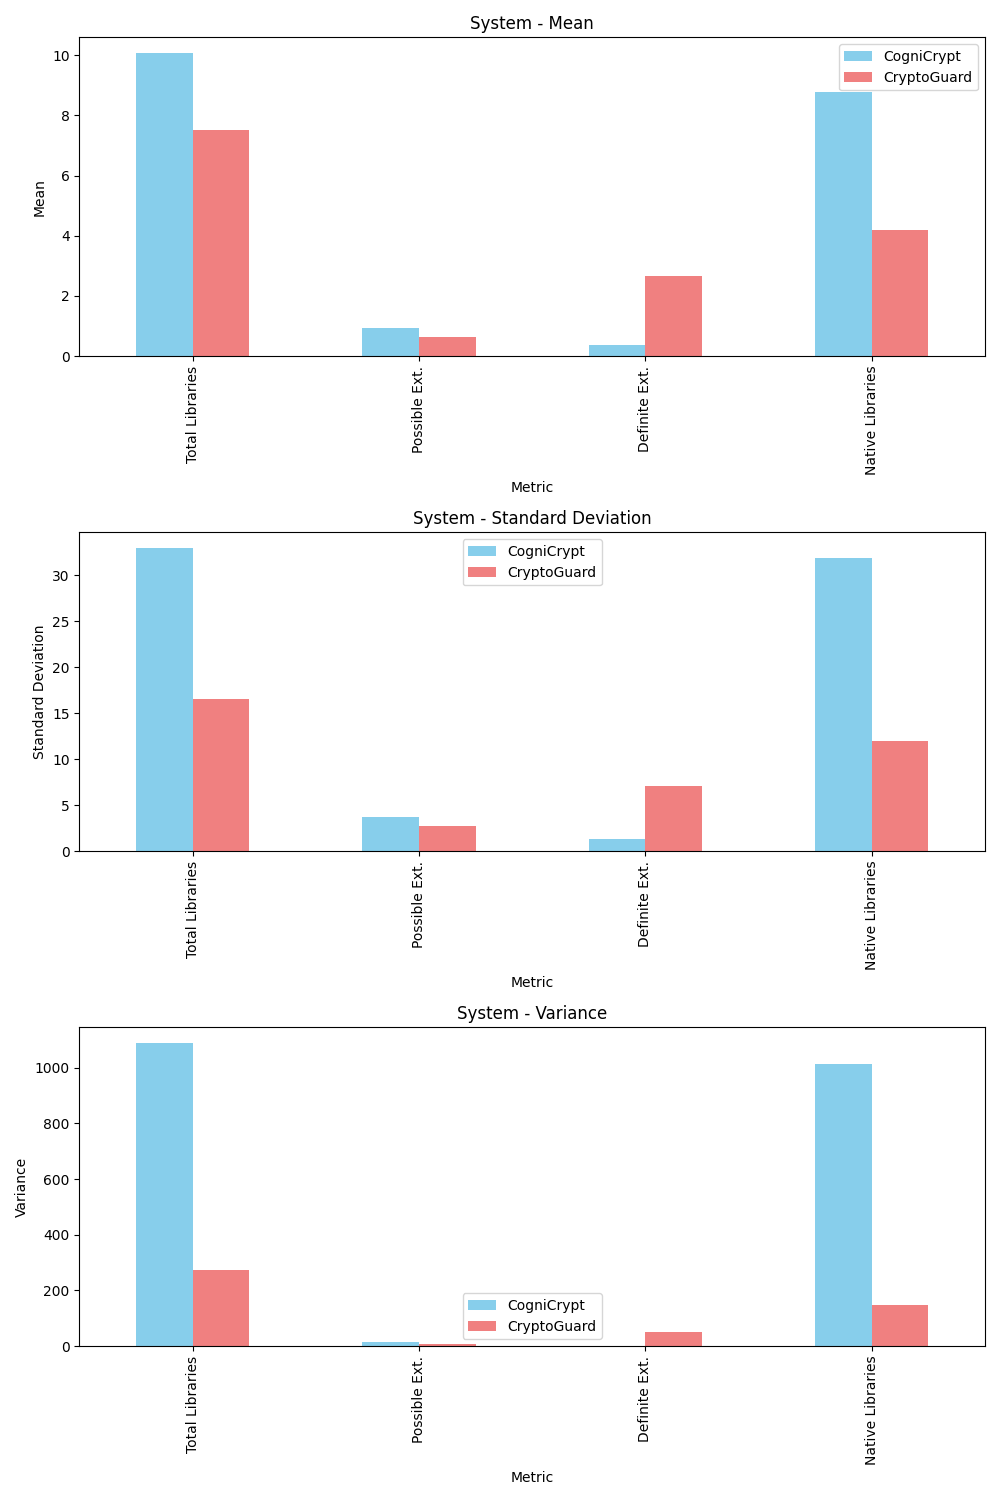 System - Mean
10
8
6
4
2
0
Mean
CogniCrypt
CryptoGuard
Total Libraries
Possible Ext.
Definite Ext.
Native Libraries
Metric
System - Standard Deviation
30
25
20
15
10
5
0
Standard Deviation
CogniCrypt
CryptoGuard
Total Libraries
Possible Ext.
Definite Ext.
Native Libraries
Metric
System - Variance
1000
800
600
400
200
0
Variance
CogniCrypt
CryptoGuard
Total Libraries
Possible Ext.
Definite Ext.
Native Libraries
Metric